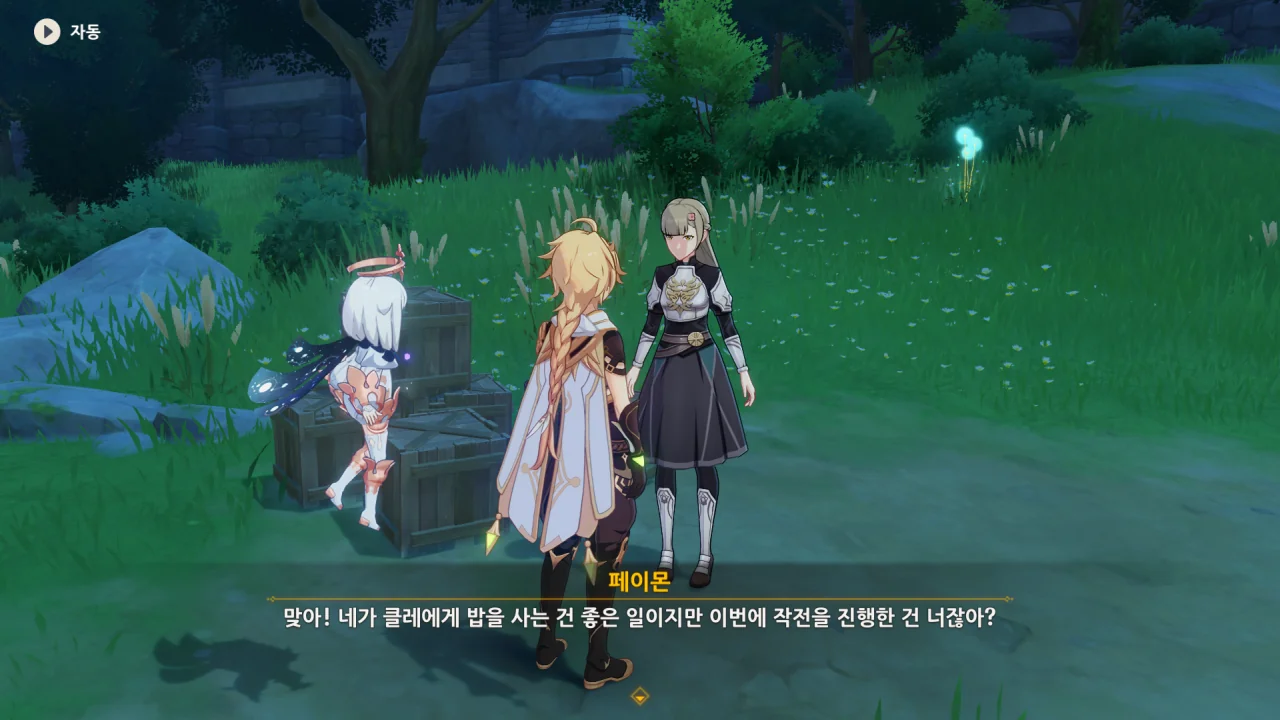 자동
페이몬
맞아! 네가 클레에게 밥을 사는 건 좋은 일이지만 이번에 작전을 진행한 건 너잖아?